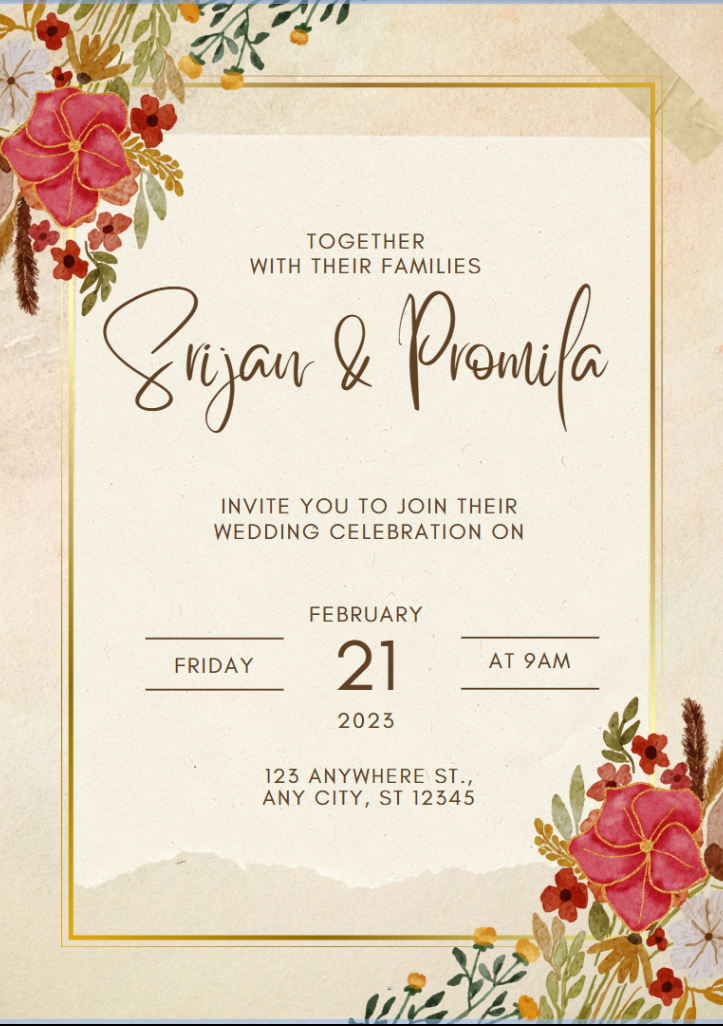 TOGETHER
WITH THEIR FAMILIES
Srijan & Promila
INVITE YOU TO JOIN THEIR
WEDDING CELEBRATION ON
FEBRUARY
FRIDAY 21 AT 9AM
2023
123 ANYWHERE ST.,
ANY CITY, ST 12345